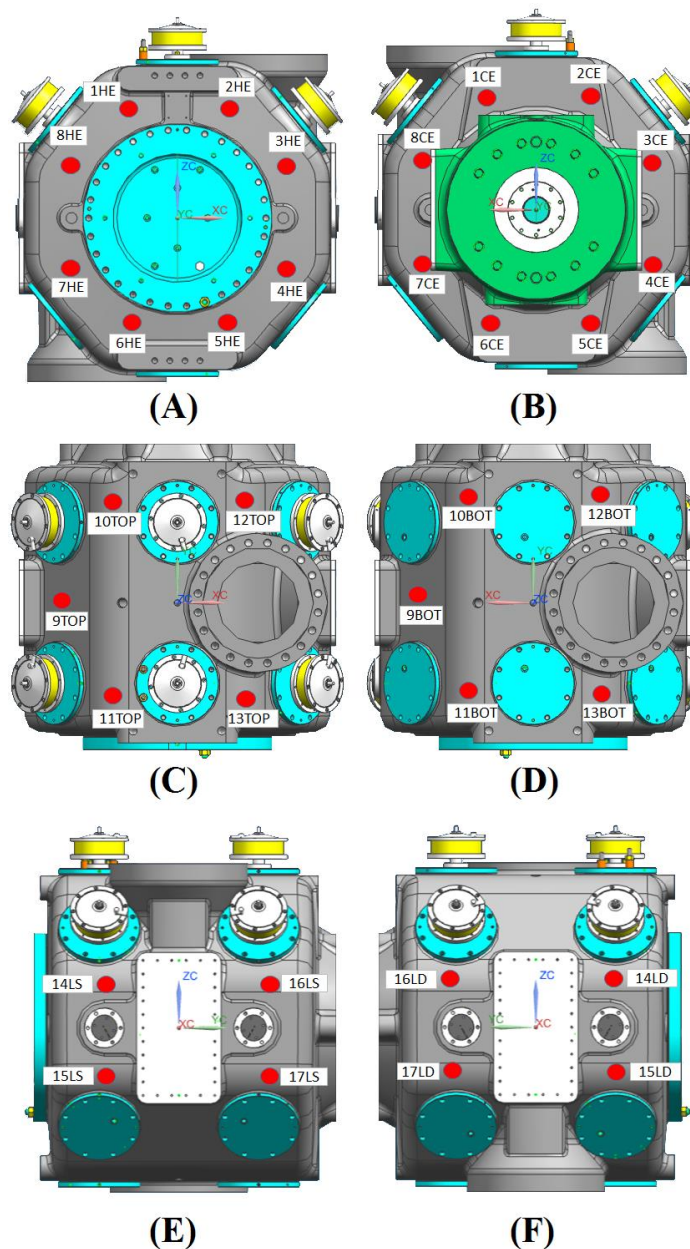 1HE 2HE
8HE 3HE
ZC
YC XC
7HE 4HE
6HE 5HE
(A)
1CE 2CE
8CE 3CE
ZC
XC
7CE 4CE
6CE 5CE
(B)
10TOP 12TOP
ZC XC
9TOP
11TOP 13TOP
(C)
10BOT 12BOT
YC
XC ZC
9BOT
11BOT 13BOT
(D)
14LS 16LS
ZC
XC YC
15LS 17LS
(E)
16LD 14LD
ZC
YC XC
17LD 15LD
(F)